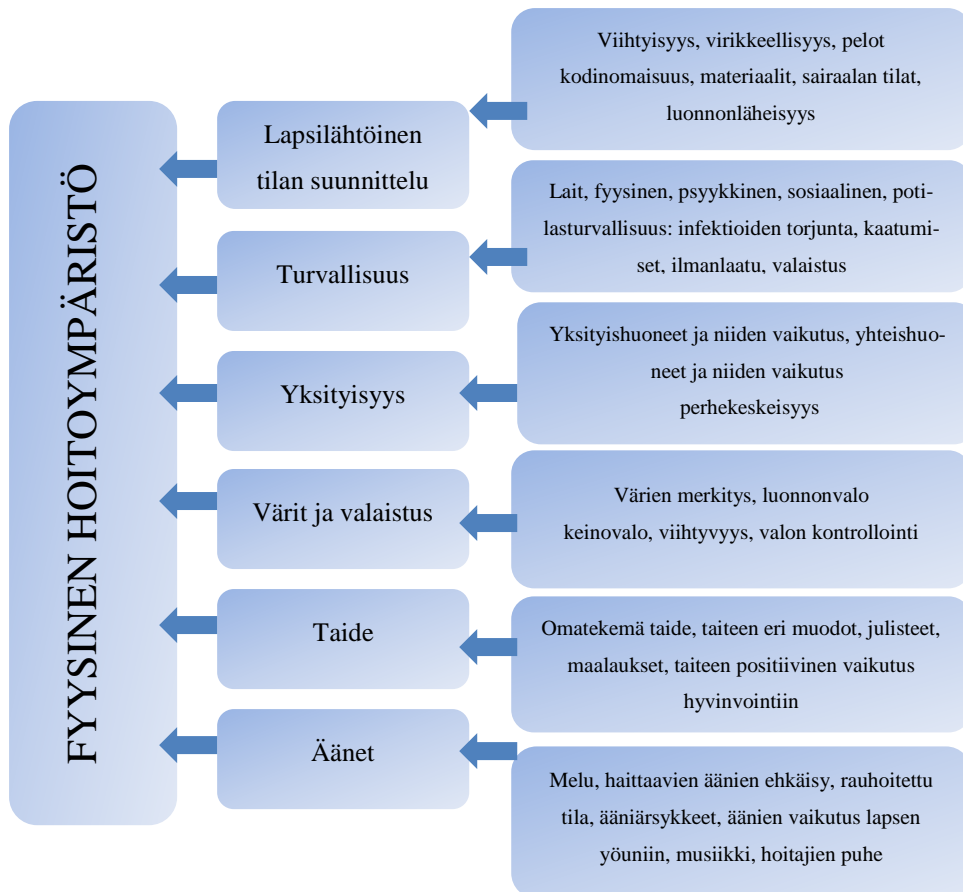 FYYSINEN HOITOYMPÄRISTÖ
Lapsilähtöinen
tilan suunnittelu
Viihtyisyys, virikkeellisyys, pelot
kodinomaisuus, materiaalit, sairaalan tilat,
luonnonläheisyys
Turvallisuus
Lait, fyysinen, psyykkinen, sosiaalinen, poti-
lasturvallisuus: infektioiden torjunta, kaatumi-
set, ilmanlaatu, valaistus
Yksityisyys
Yksityishuoneet ja niiden vaikutus, yhteishuo-
neet ja niiden vaikutus
perhekeskeisyys
Värit ja valaistus
Värien merkitys, luonnonvalo
keinovalo, viihtyvyys, valon kontrollointi
Taide
Omatekemä taide, taiteen eri muodot, julisteet,
maalaukset, taiteen positiivinen vaikutus
hyvinvointiin
Äänet
Melu, haittaavien äänien ehkäisy, rauhoitettu
tila, ääniärsykkeet, äänien vaikutus lapsen
yöuniin, musiikki, hoitajien puhe